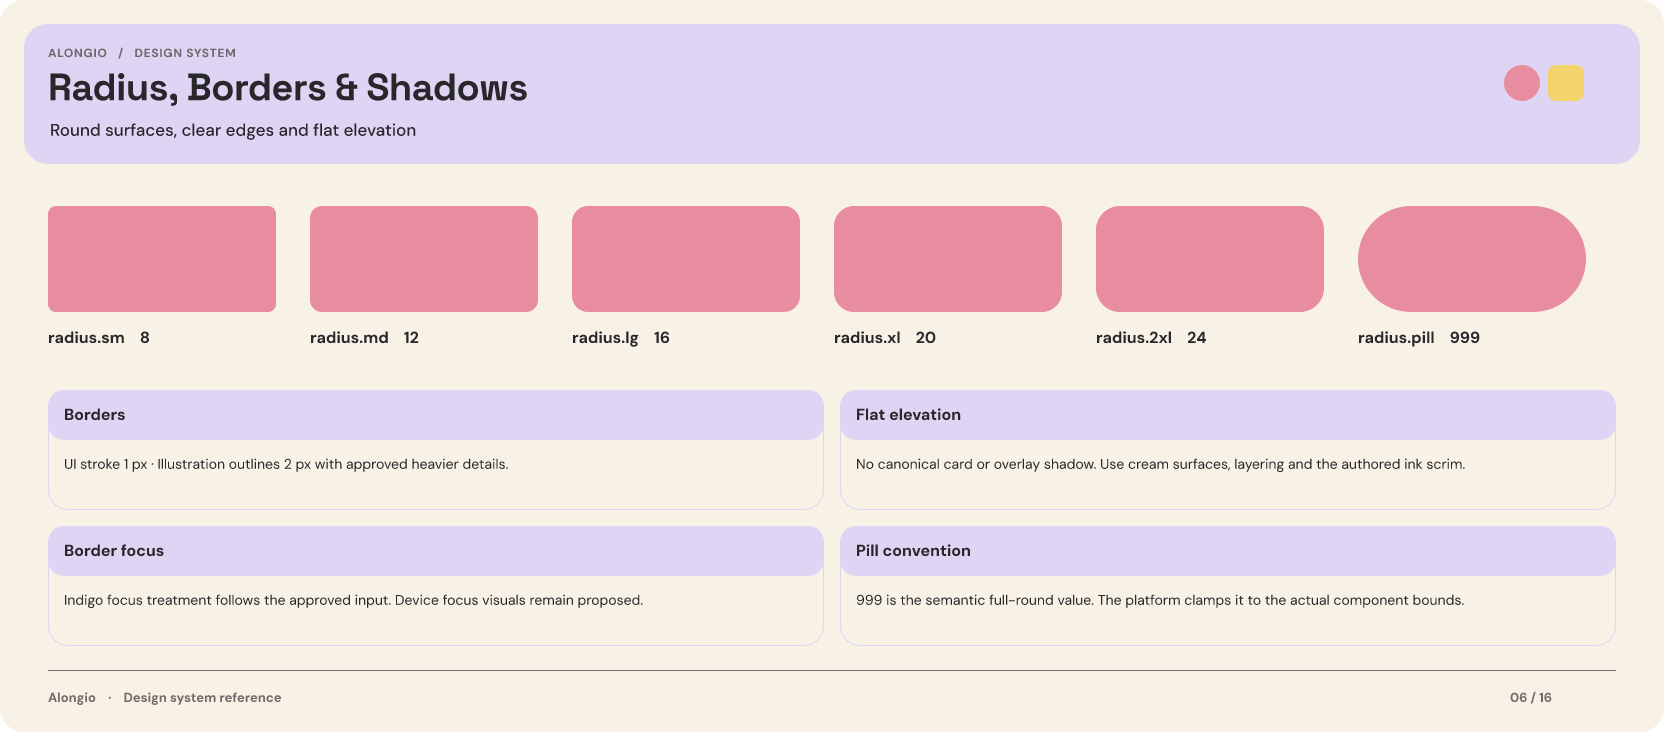 ALONGIO / DESIGN SYSTEM
Radius, Borders & Shadows
Round surfaces, clear edges and flat elevation
radius.sm 8
radius.md 12
radius.lg 16
radius.xl 20
radius.2xl 24
radius.pill 999
Borders
UI stroke 1 px · Illustration outlines 2 px with approved heavier details.
Flat elevation
No canonical card or overlay shadow. Use cream surfaces, layering and the authored ink scrim.
Border focus
Indigo focus treatment follows the approved input. Device focus visuals remain proposed.
Pill convention
999 is the semantic full-round value. The platform clamps it to the actual component bounds.
Alongio · Design system reference
06 / 16